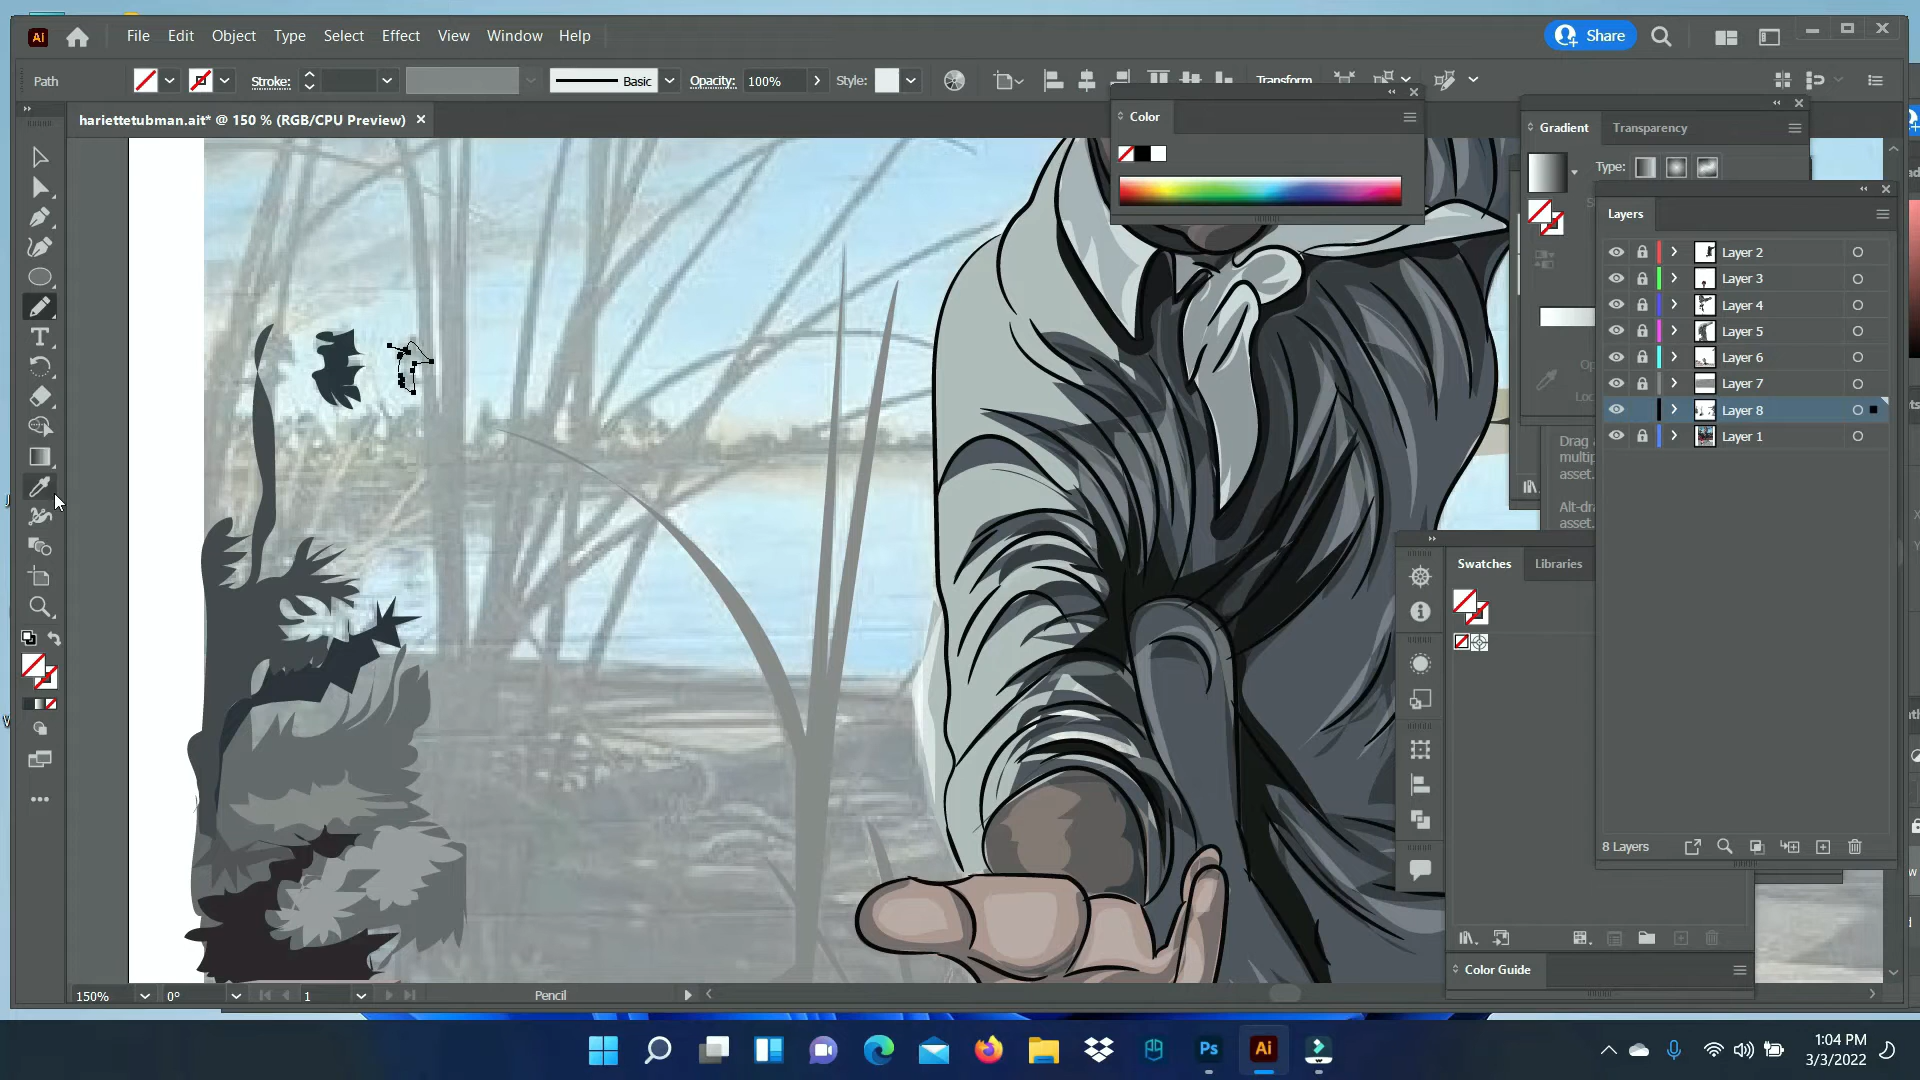 Ai
File Edit Object Type Select Effect View Window Help
Share
Path
Stroke:
Basic
Opacity: 100%
Style:
Transform
hariettetubman.ait* @ 150 % (RGB/CPU Preview)
Color
Gradient Transparency
Type:
Layers
Layer 2
Layer 3
Layer 4
Layer 5
Layer 6
Layer 7
Layer 8
Layer 1
Drag a
multip
asset.
Alt-dra
asset.
Swatches Libraries
8 Layers
Color Guide
150% 0° 1 Pencil
Ps Ai
1:04 PM
3/3/2022